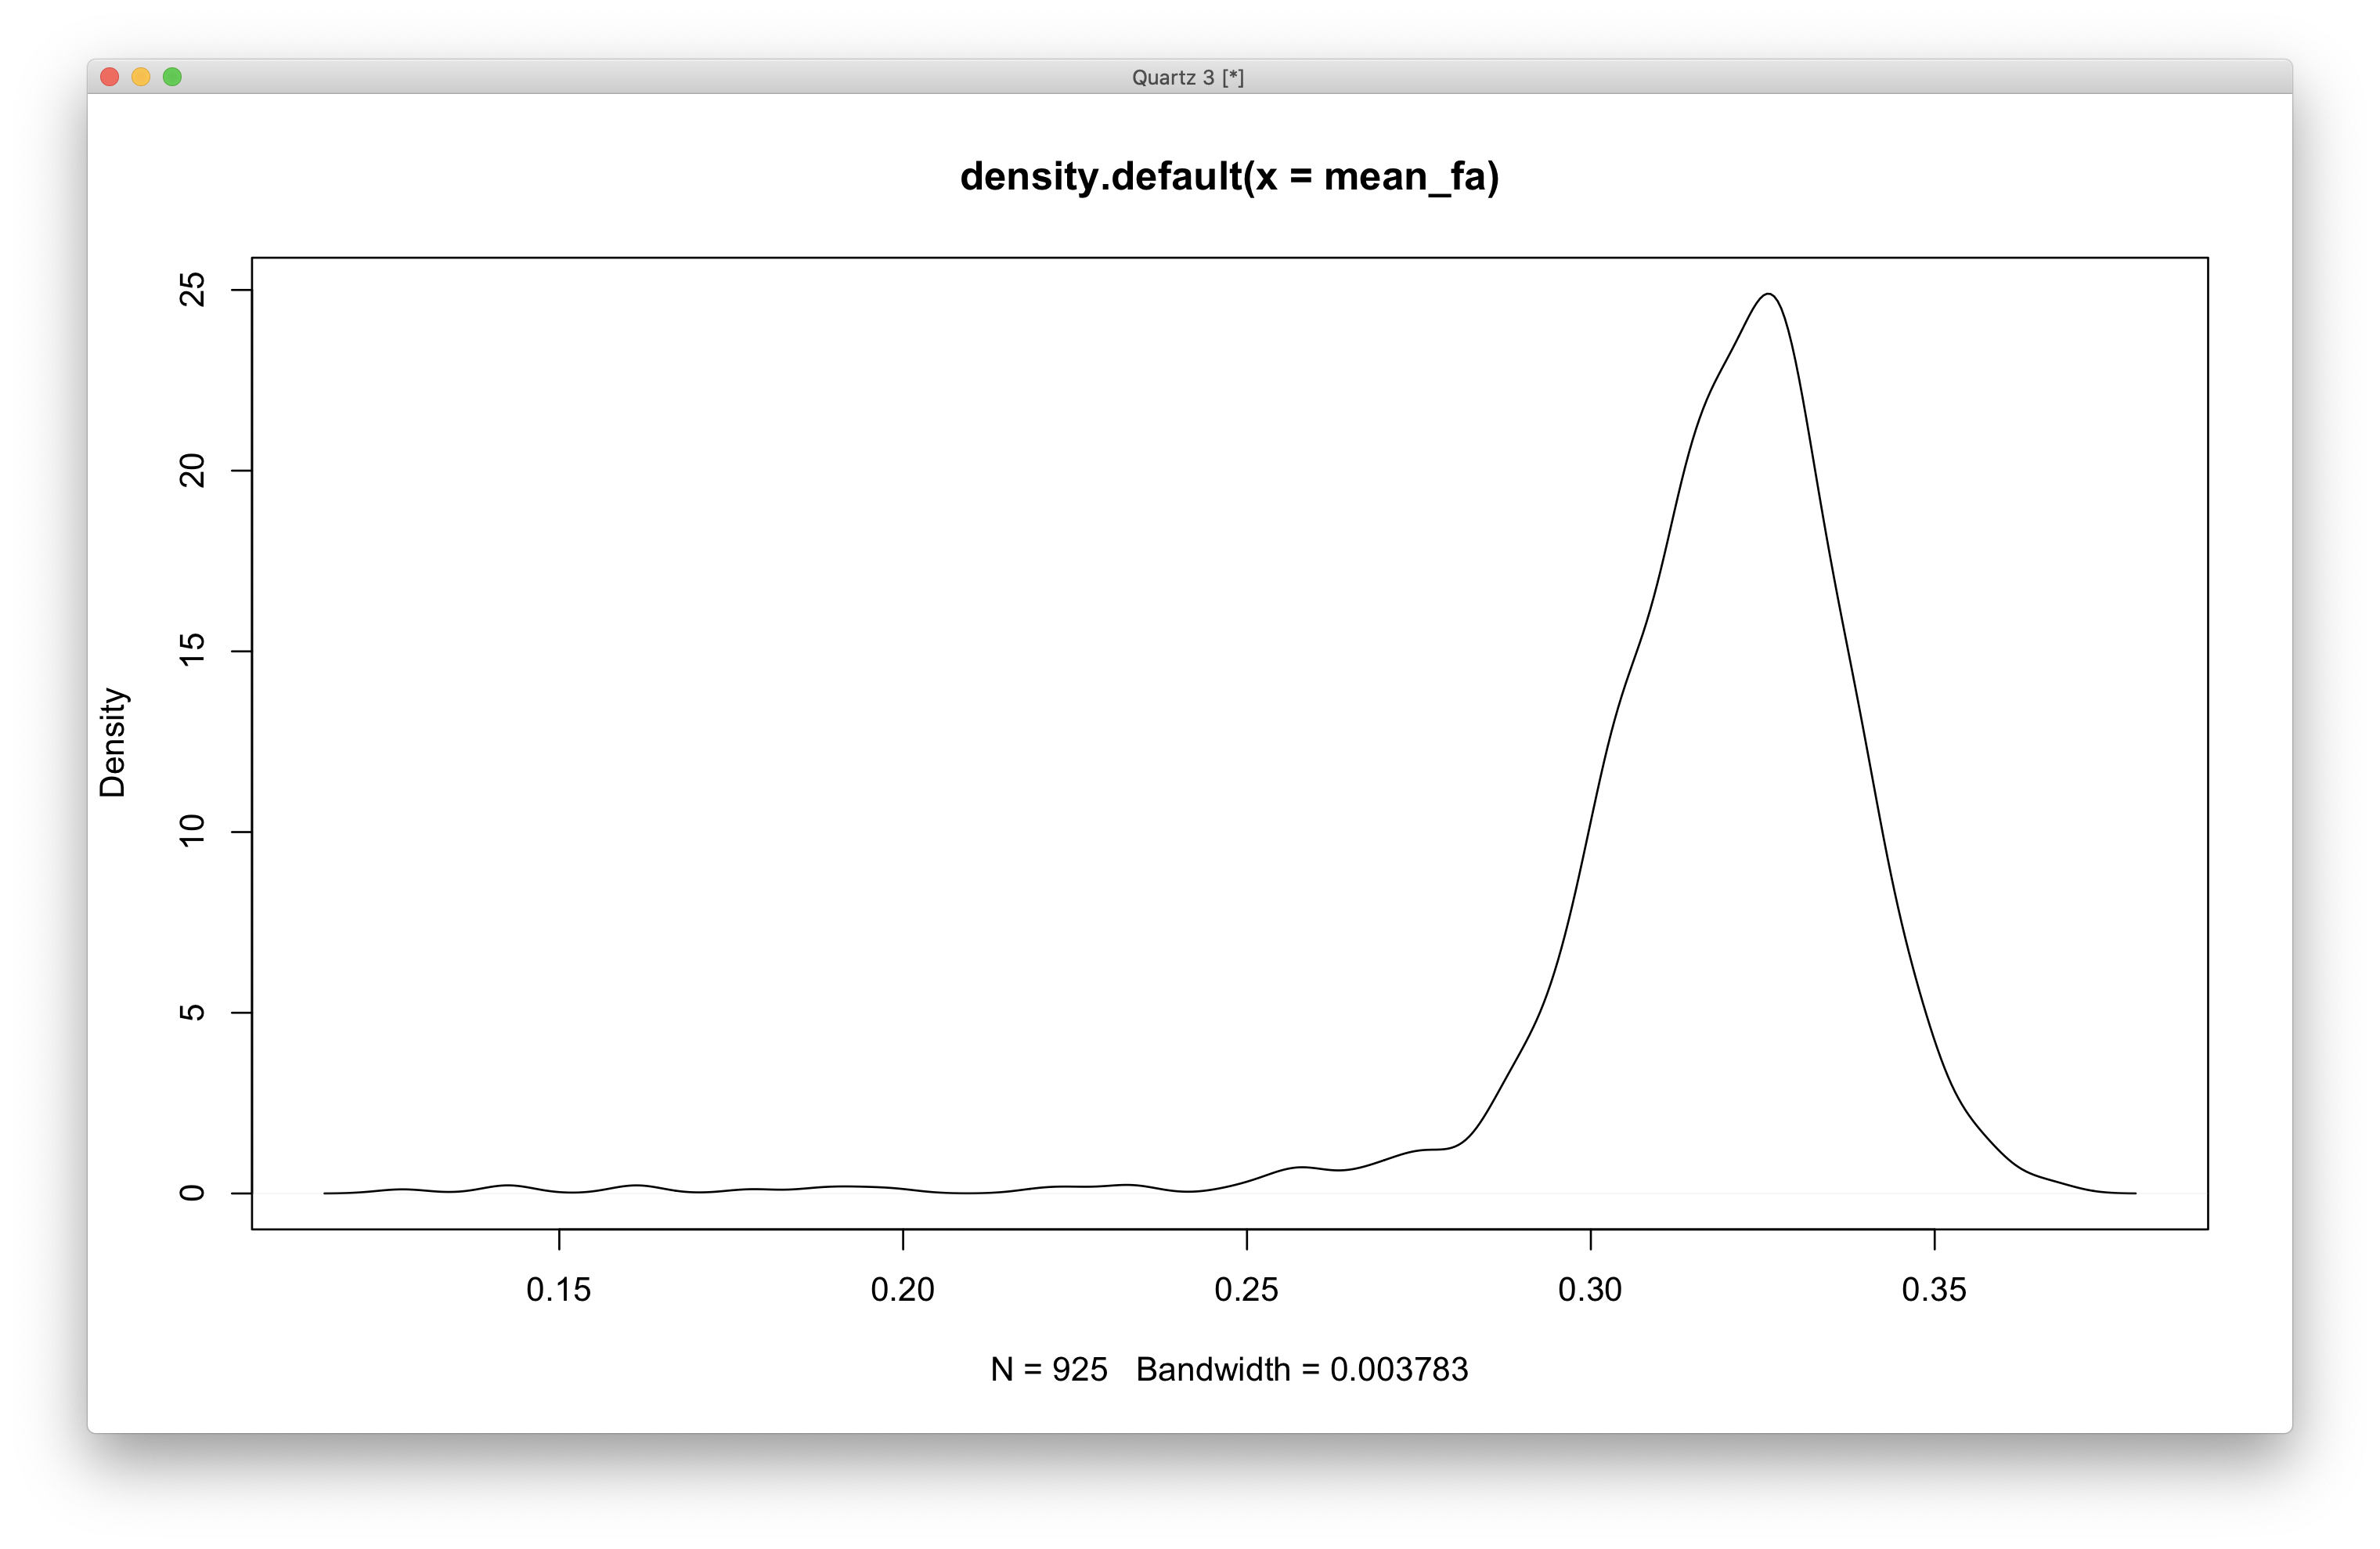 Quartz 3 [*]
density.default(x = mean_fa)
Density
25
20
15
10
5
0
0.15 0.20 0.25 0.30 0.35
N = 925 Bandwidth = 0.003783